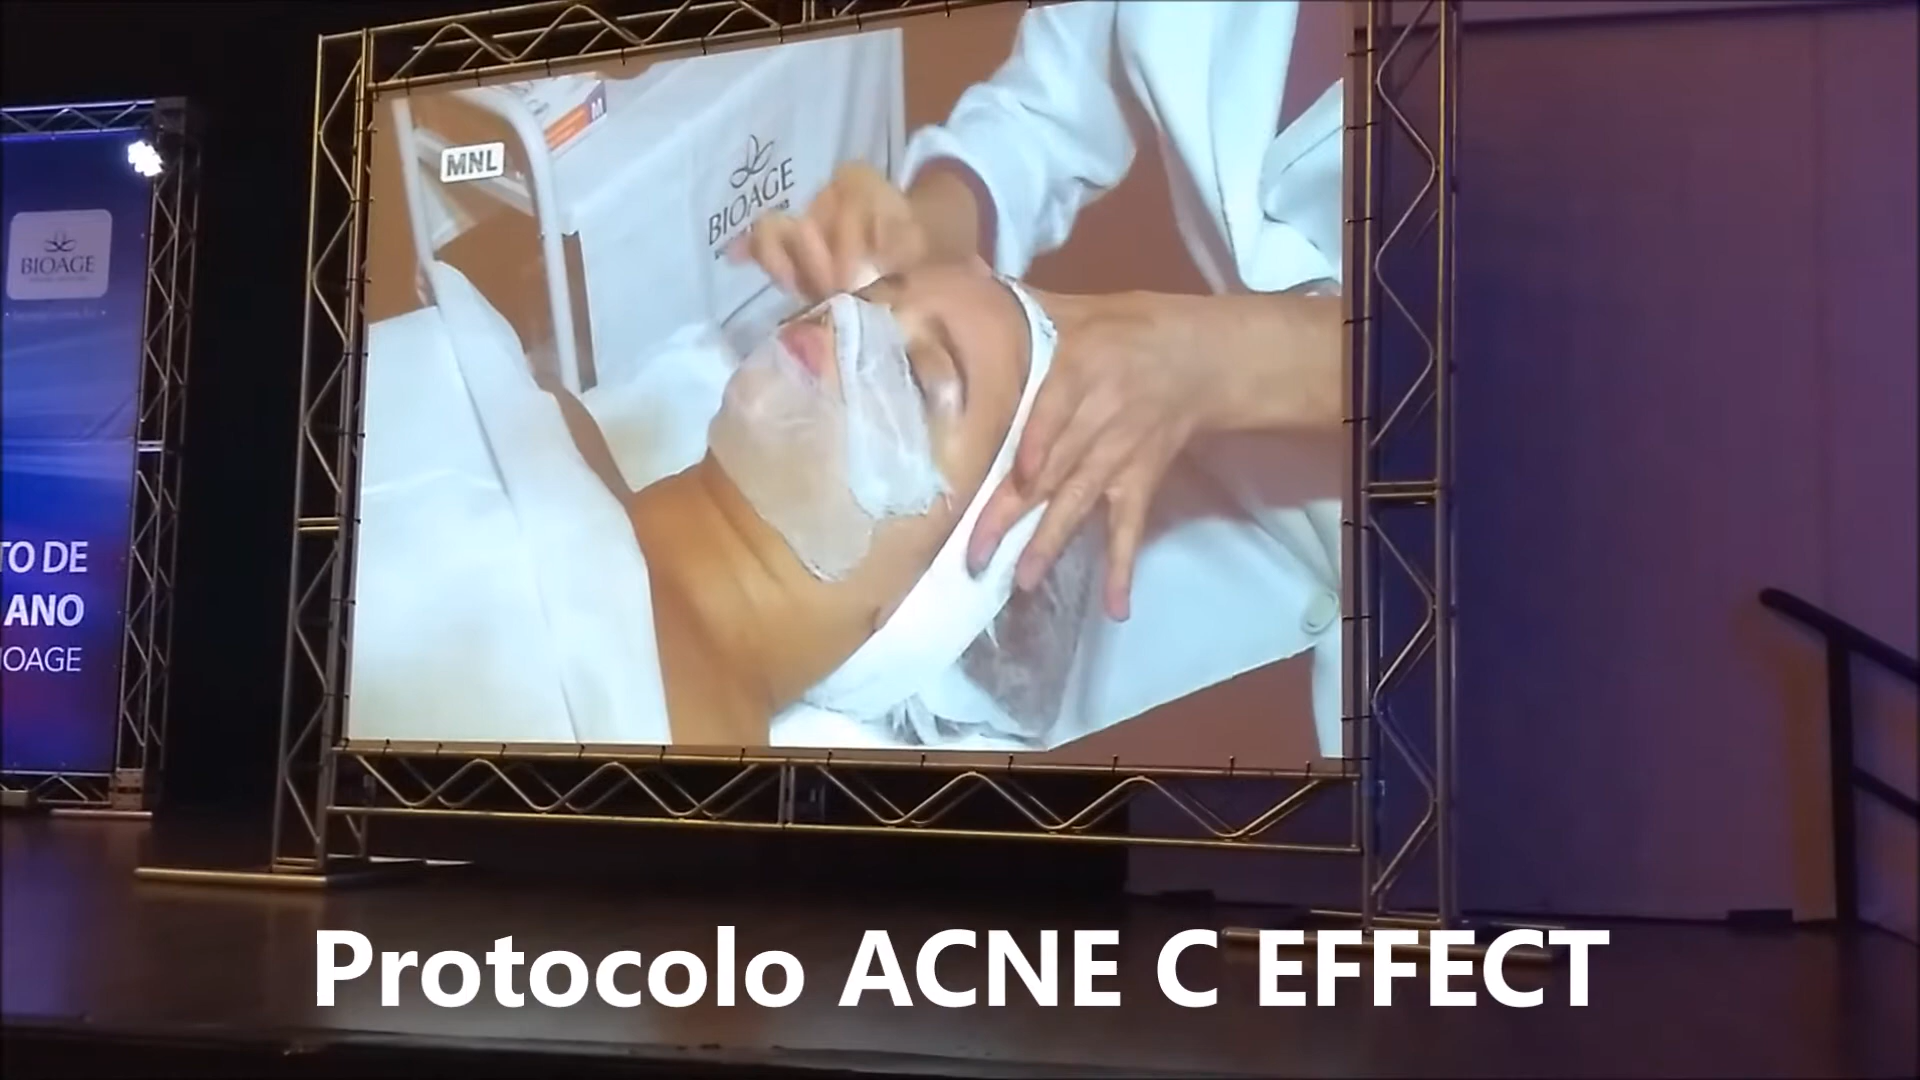 MNL
BIOAGE
BIOAGE
TO DE
ANO
IOAGE
Protocolo ACNE C EFFECT